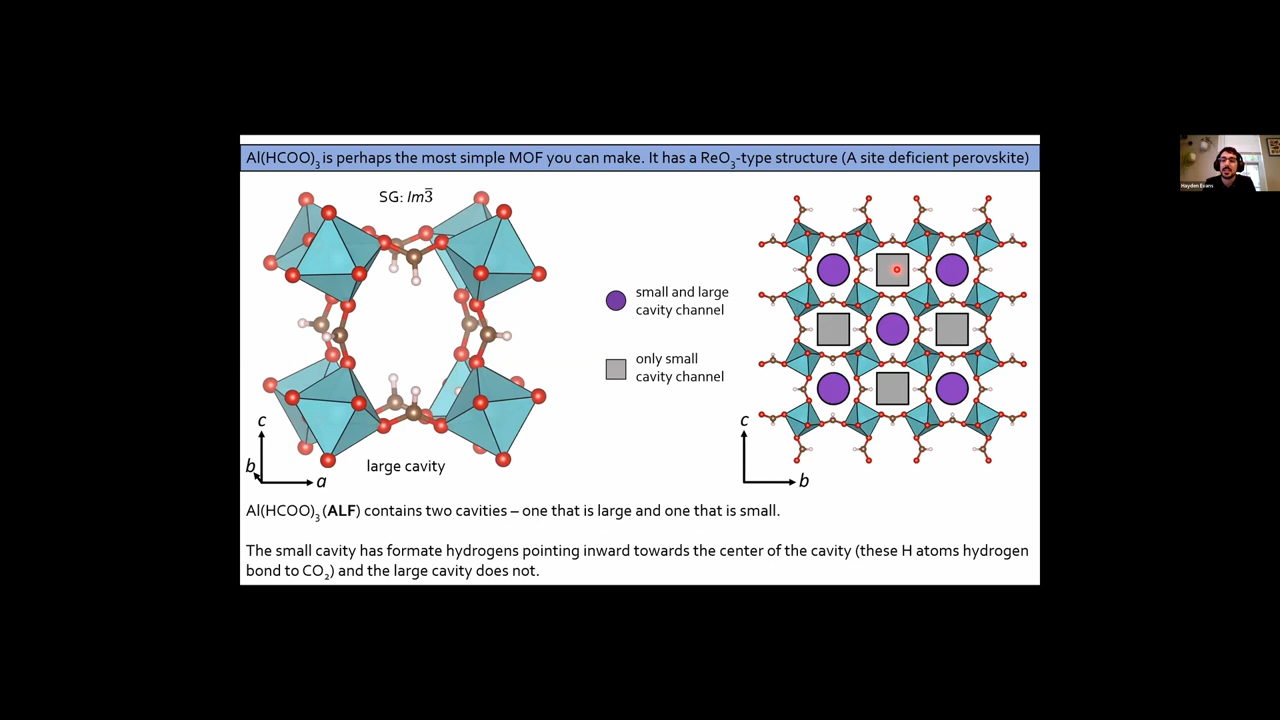 Al(HCOO)₃ is perhaps the most simple MOF you can make. It has a ReO₃-type structure (A site deficient perovskite)
SG: Im3̅
small and large
cavity channel
only small
cavity channel
c
b
a
large cavity
c
b
Al(HCOO)₃ (ALF) contains two cavities – one that is large and one that is small.
The small cavity has formate hydrogens pointing inward towards the center of the cavity (these H atoms hydrogen
bond to CO₂) and the large cavity does not.
Hayden Evans